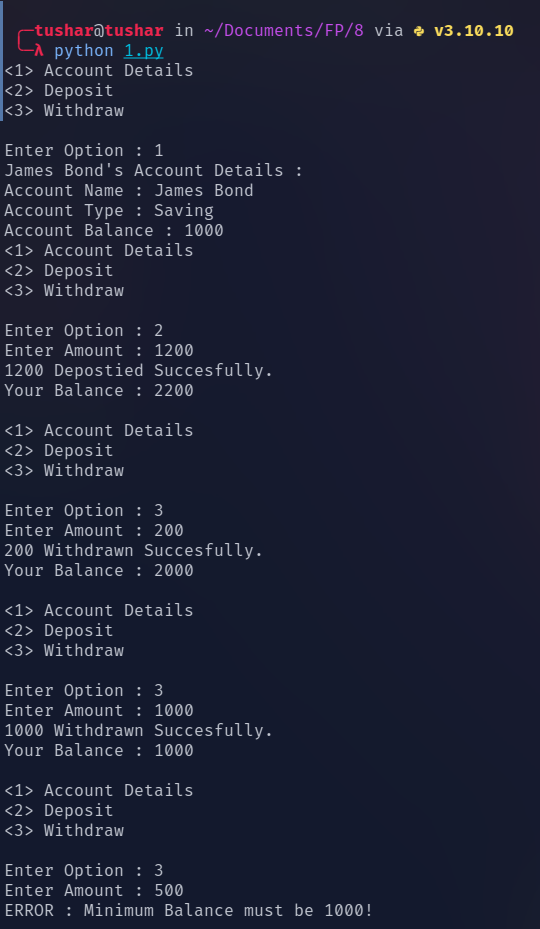 tushar@tushar in ~/Documents/FP/8 via v3.10.10
λ python 1.py
<1> Account Details
<2> Deposit
<3> Withdraw
Enter Option : 1
James Bond's Account Details :
Account Name : James Bond
Account Type : Saving
Account Balance : 1000
<1> Account Details
<2> Deposit
<3> Withdraw
Enter Option : 2
Enter Amount : 1200
1200 Depostied Succesfully.
Your Balance : 2200
<1> Account Details
<2> Deposit
<3> Withdraw
Enter Option : 3
Enter Amount : 200
200 Withdrawn Succesfully.
Your Balance : 2000
<1> Account Details
<2> Deposit
<3> Withdraw
Enter Option : 3
Enter Amount : 1000
1000 Withdrawn Succesfully.
Your Balance : 1000
<1> Account Details
<2> Deposit
<3> Withdraw
Enter Option : 3
Enter Amount : 500
ERROR : Minimum Balance must be 1000!